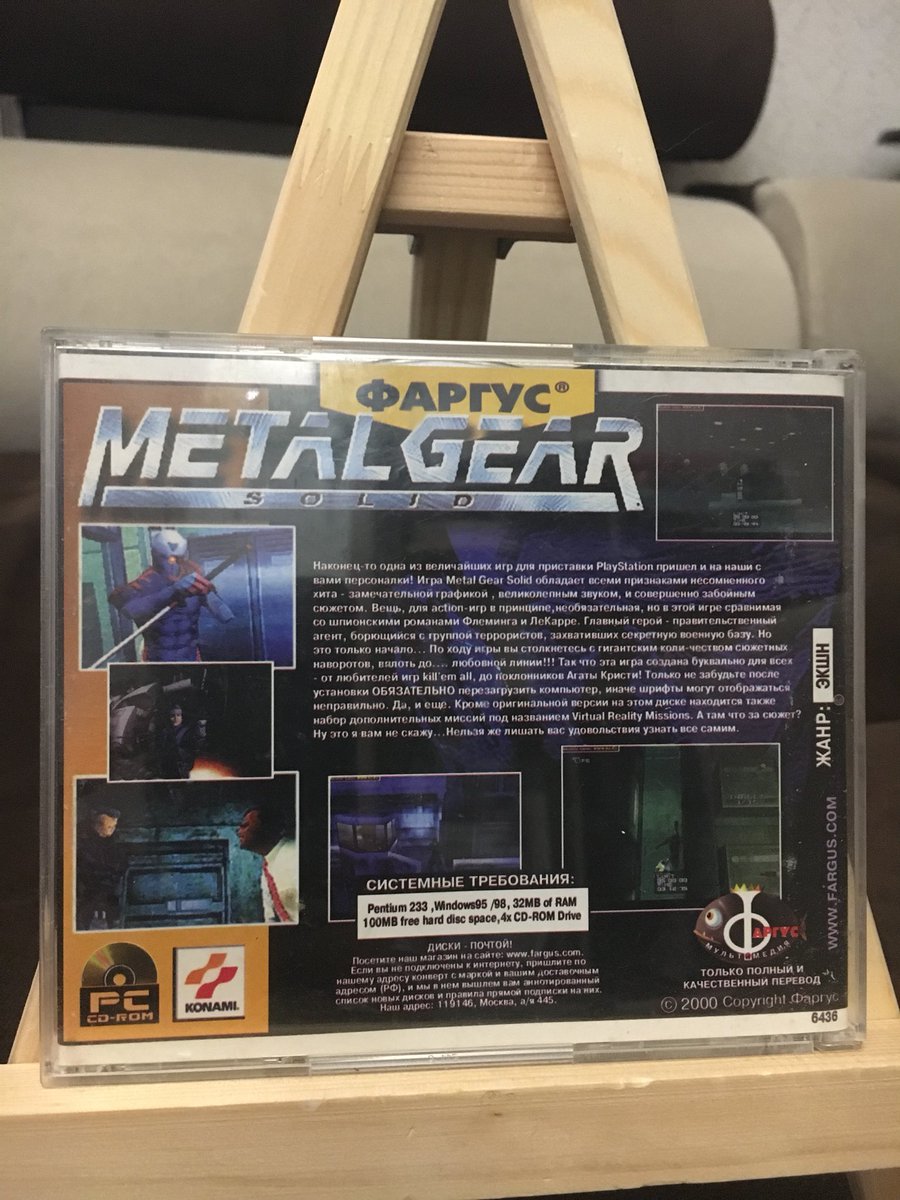 ФАРГУС®
METAL GEAR
SOLID
Наконец-то одна из величайших игр для приставки PlayStation пришел и на наши с
вами персоналки! Игра Metal Gear Solid обладает всеми признаками несомненного
хита - замечательной графикой , великолепным звуком, и совершенно забойным
сюжетом. Вещь, для action-игр в принципе,необязательная, но в этой игре сравнимая
со шпионскими романами Флеминга и ЛеКарре. Главный герой - правительственный
агент, борющийся с группой террористов, захвативших секретную военную базу. Но
это только начало... По ходу игры вы столкнетесь с гигантским коли-чеством сюжетных
наворотов, вплоть до.... любовной линии!!! Так что эта игра создана буквально для всех
- от любителей игр kill'em all, до поклонников Агаты Кристи! Только не забудьте после
установки ОБЯЗАТЕЛЬНО перезагрузить компьютер, иначе шрифты могут отображаться
неправильно. Да, и еще. Кроме оригинальной версии на этом диске находится также
набор дополнительных миссий под названием Virtual Reality Missions. А там что за сюжет?
Ну это я вам не скажу...Нельзя же лишать вас удовольствия узнать все самим.
ЖАНР: ЭКШН
WWW.FARGUS.COM
СИСТЕМНЫЕ ТРЕБОВАНИЯ:
Pentium 233 ,Windows95 /98, 32MB of RAM
100MB free hard disc space,4x CD-ROM Drive
ДИСКИ - ПОЧТОЙ!
Посетите наш магазин на сайте: www.fargus.com.
Если вы не подключены к интернету, пришлите по
нашему адресу конверт с маркой и вашим доставочным
адресом (РФ), и мы в нем вышлем вам аннотированный
список новых дисков и правила прямой подписки на них.
Наш адрес: 119146, Москва, а/я 445.
PC
CD-ROM
KONAMI
ФАРГУС
МУЛЬТИМЕДИЯ
ТОЛЬКО ПОЛНЫЙ И
КАЧЕСТВЕННЫЙ ПЕРЕВОД
© 2000 Copyright Фаргус
6436